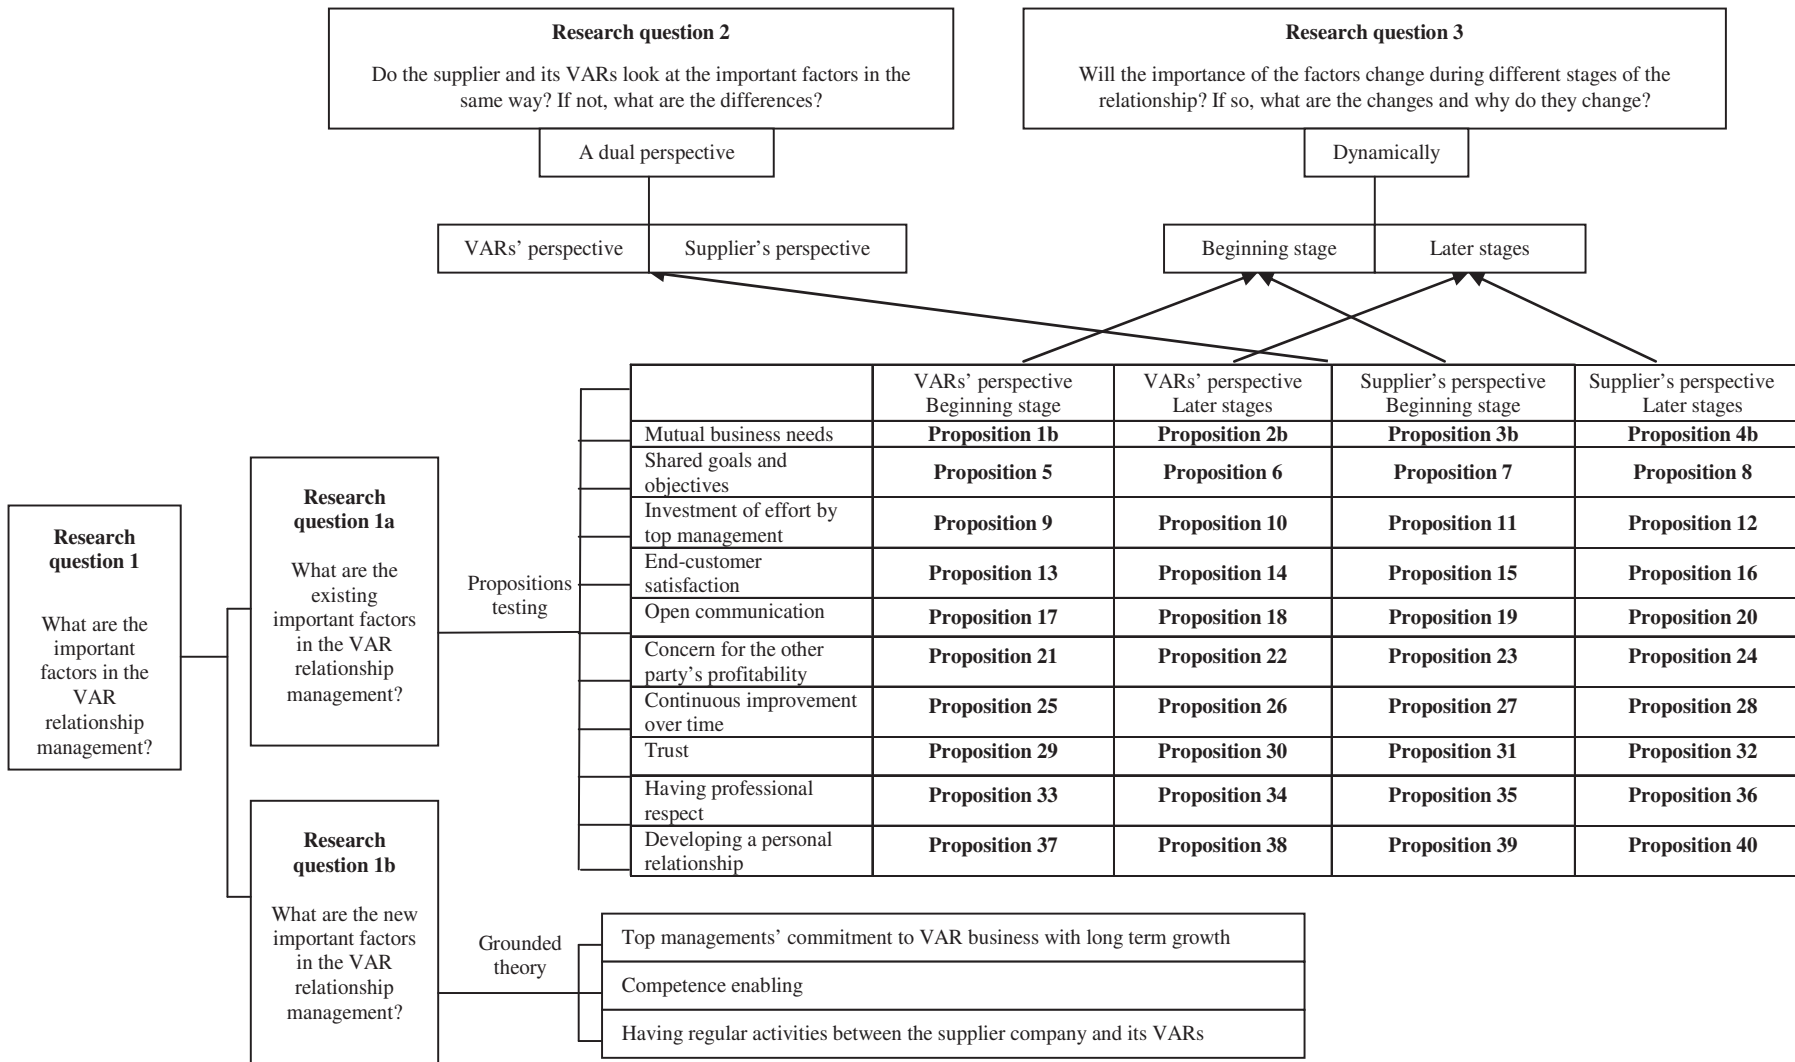 Research question 2
Do the supplier and its VARs look at the important factors in the
same way? If not, what are the differences?
A dual perspective
VARs’ perspective
Supplier’s perspective
Research question 3
Will the importance of the factors change during different stages of the
relationship? If so, what are the changes and why do they change?
Dynamically
Beginning stage
Later stages
Research
question 1
What are the
important
factors in the
VAR
relationship
management?
Research
question 1a
What are the
existing
important factors
in the VAR
relationship
management?
Propositions
testing
VARs’ perspective
Beginning stage
VARs’ perspective
Later stages
Supplier’s perspective
Beginning stage
Supplier’s perspective
Later stages
Mutual business needs
Proposition 1b
Proposition 2b
Proposition 3b
Proposition 4b
Shared goals and
objectives
Proposition 5
Proposition 6
Proposition 7
Proposition 8
Investment of effort by
top management
Proposition 9
Proposition 10
Proposition 11
Proposition 12
End-customer
satisfaction
Proposition 13
Proposition 14
Proposition 15
Proposition 16
Open communication
Proposition 17
Proposition 18
Proposition 19
Proposition 20
Concern for the other
party’s profitability
Proposition 21
Proposition 22
Proposition 23
Proposition 24
Continuous improvement
over time
Proposition 25
Proposition 26
Proposition 27
Proposition 28
Trust
Proposition 29
Proposition 30
Proposition 31
Proposition 32
Having professional
respect
Proposition 33
Proposition 34
Proposition 35
Proposition 36
Developing a personal
relationship
Proposition 37
Proposition 38
Proposition 39
Proposition 40
Research
question 1b
What are the new
important factors
in the VAR
relationship
management?
Grounded
theory
Top managements’ commitment to VAR business with long term growth
Competence enabling
Having regular activities between the supplier company and its VARs